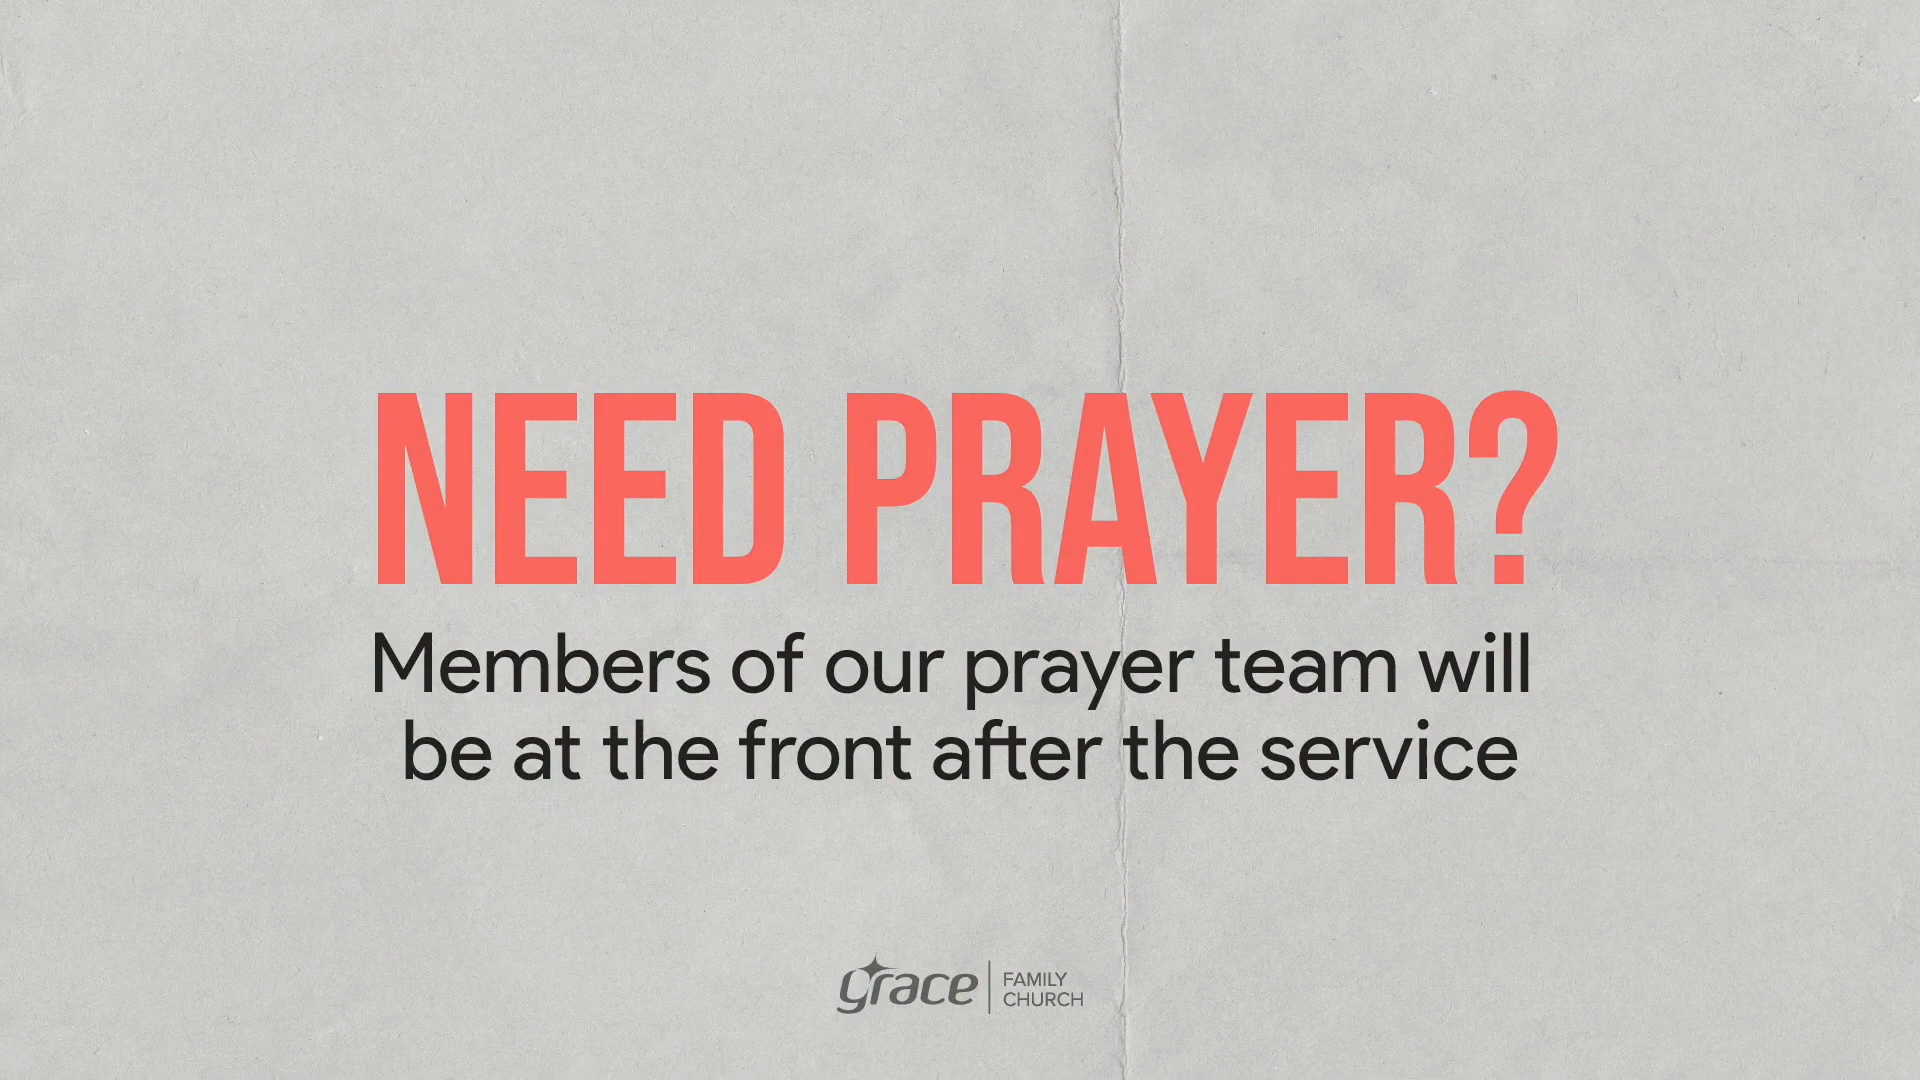 NEED PRAYER?
Members of our prayer team will
be at the front after the service
grace
FAMILY
CHURCH